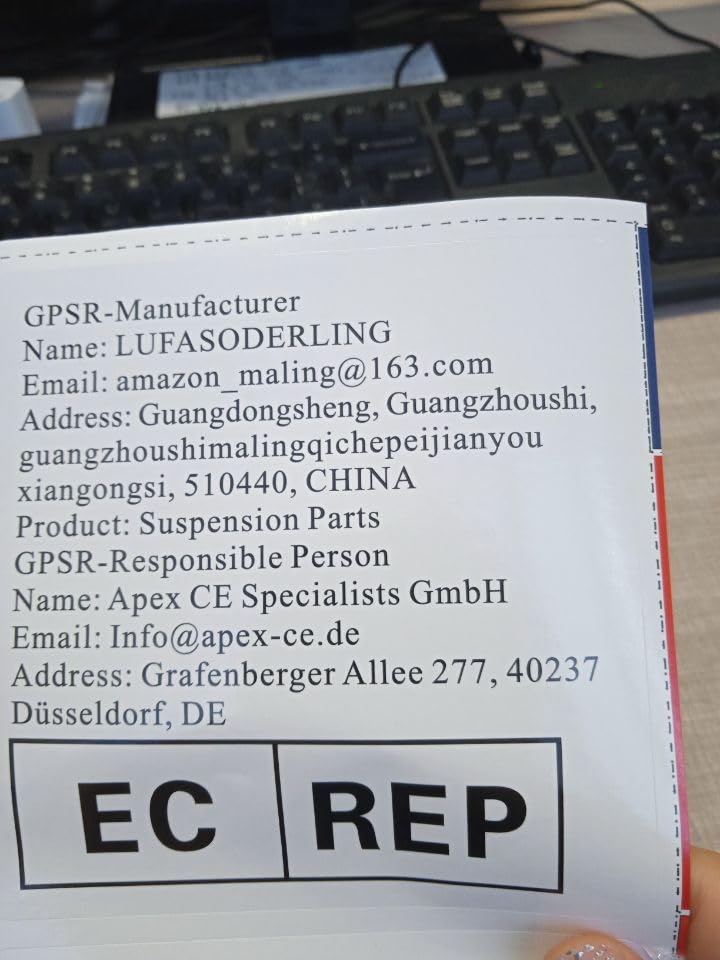 GPSR-Manufacturer
Name: LUFASODERLING
Email: amazon_maling@163.com
Address: Guangdongsheng, Guangzhoushi,
guangzhoushimalingqichepeijianyou
xiangongsi, 510440, CHINA
Product: Suspension Parts
GPSR-Responsible Person
Name: Apex CE Specialists GmbH
Email: Info@apex-ce.de
Address: Grafenberger Allee 277, 40237
Düsseldorf, DE
EC REP